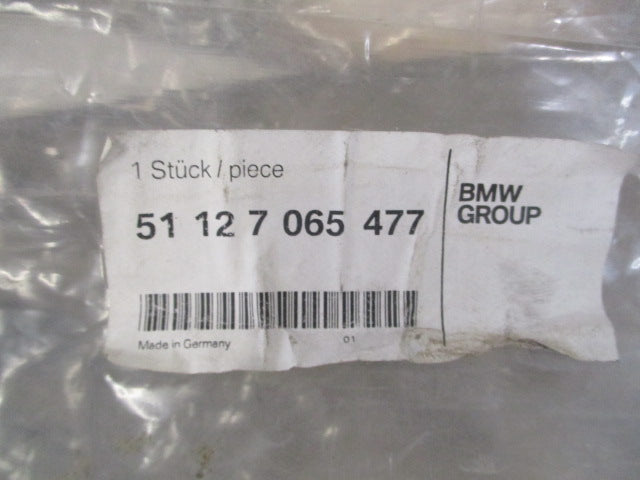 1 Stück / piece
51 12 7 065 477
BMW
GROUP
Made in Germany
01